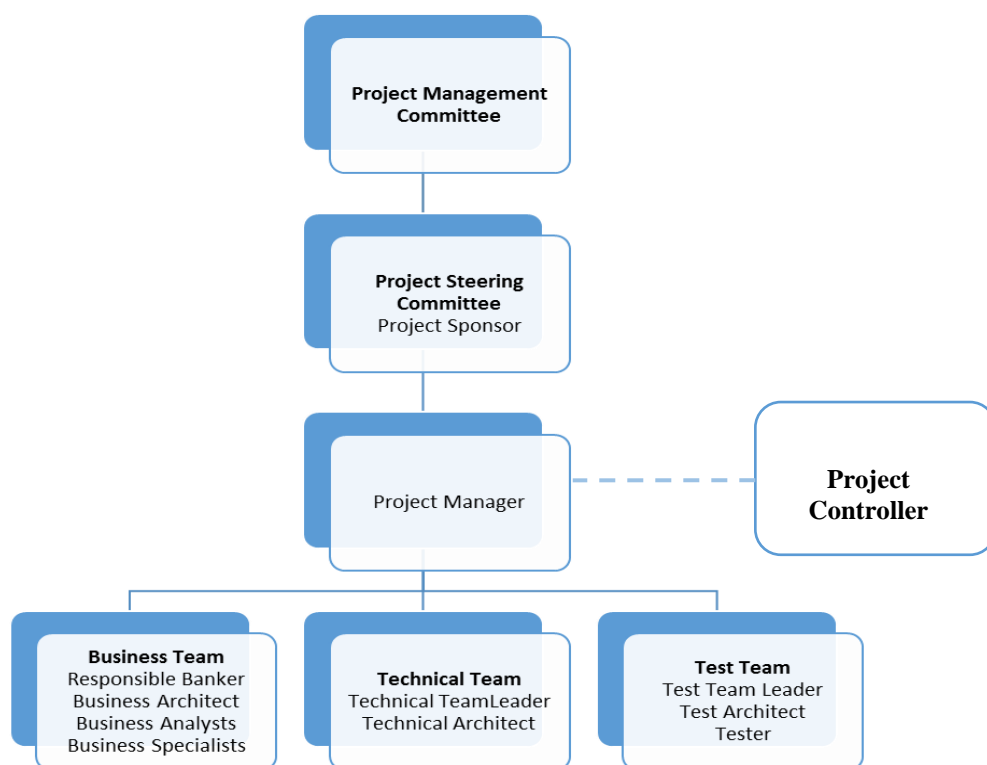 Project Management
Committee
Project Steering
Committee
Project Sponsor
Project Manager
Project
Controller
Business Team
Responsible Banker
Business Architect
Business Analysts
Business Specialists
Technical Team
Technical TeamLeader
Technical Architect
Test Team
Test Team Leader
Test Architect
Tester